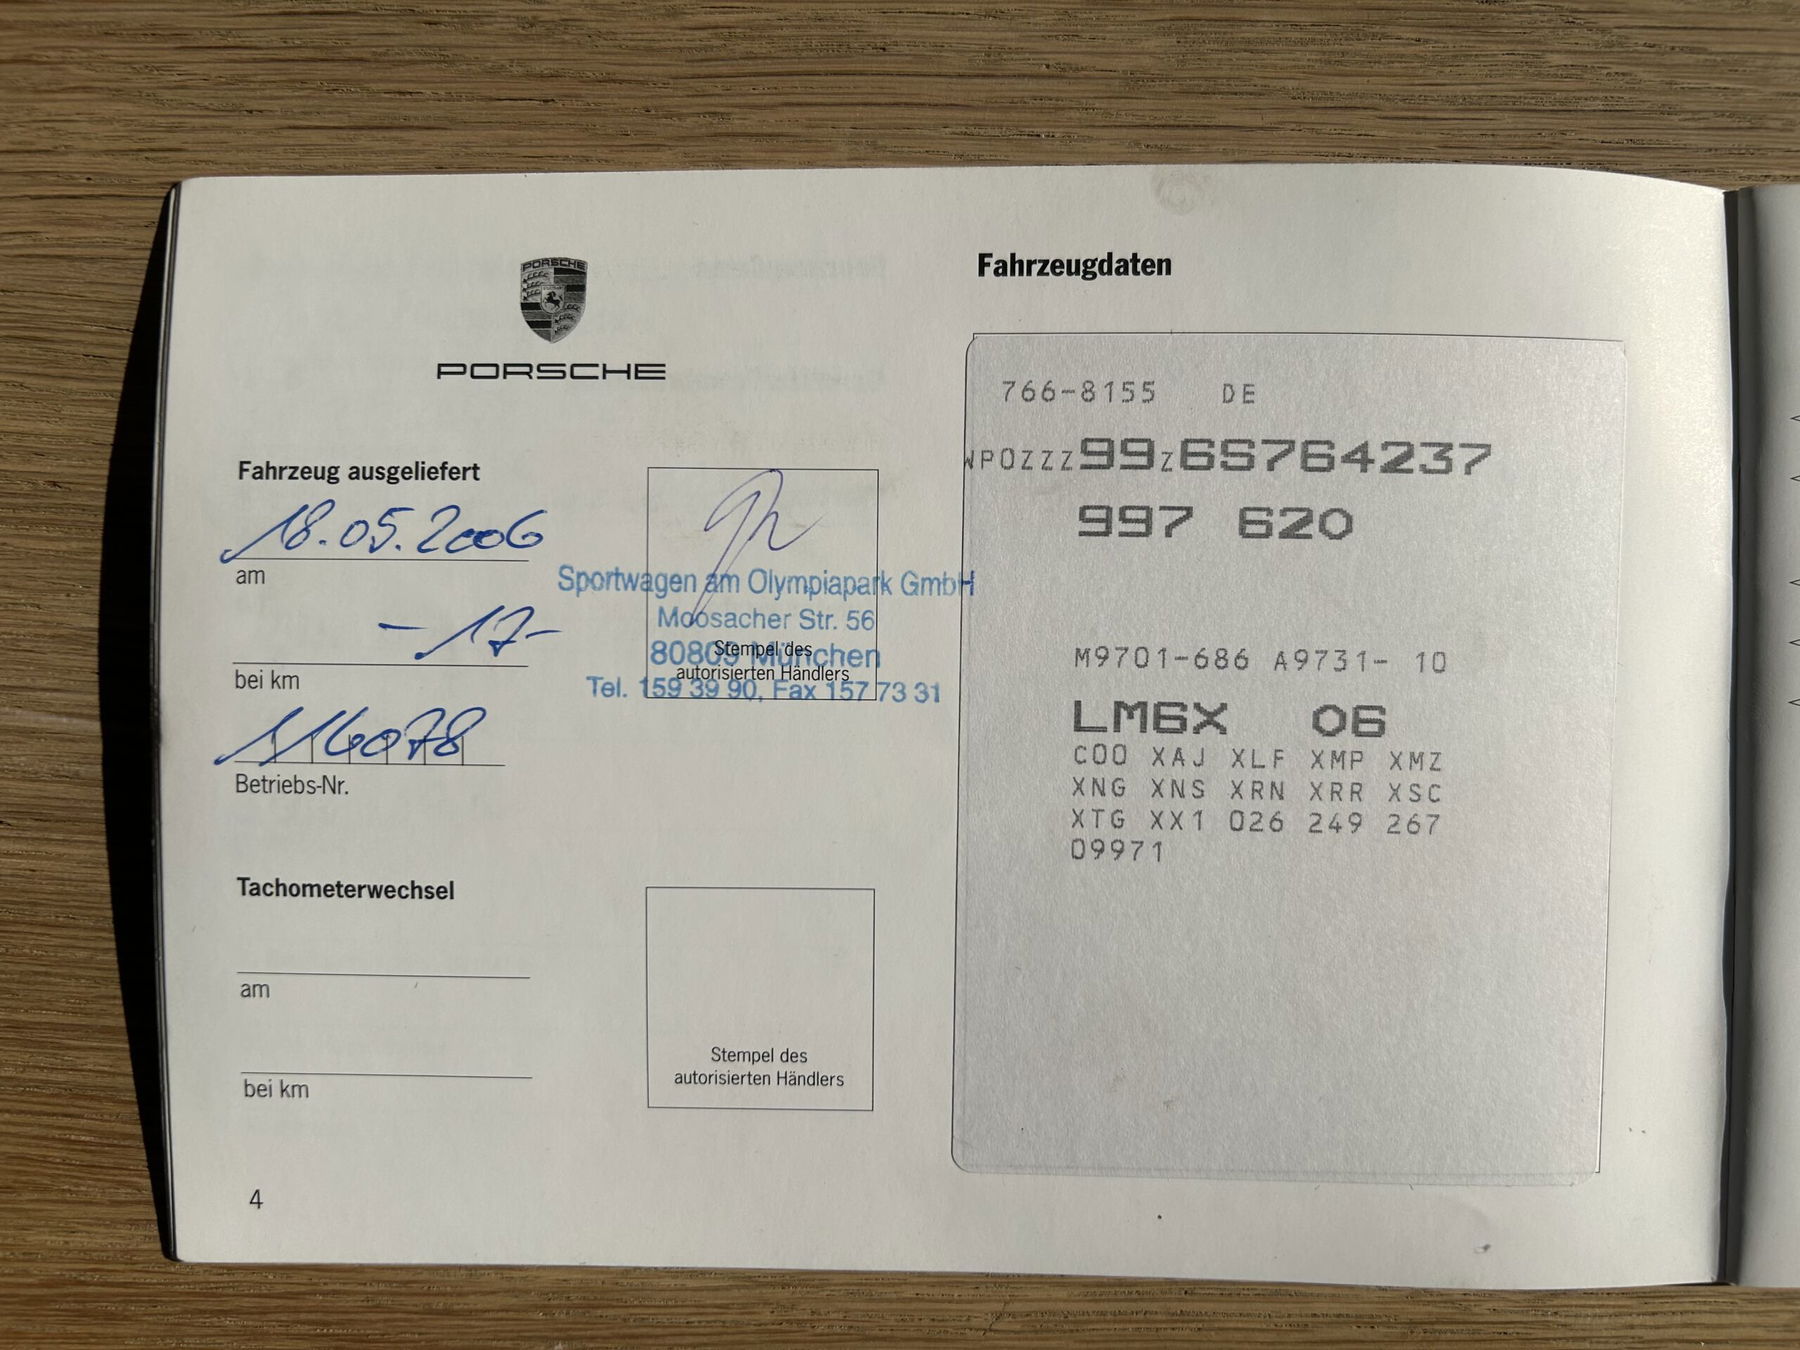 PORSCHE
PORSCHE
Fahrzeug ausgeliefert
18.05.2006
am
-17-
bei km
1114078
Betriebs-Nr.
Sportwagen am Olympiapark GmbH
Moosacher Str. 56
80809 München
Tel. 159 39 90, Fax 157 73 31
Stempel des
autorisierten Händlers
Tachometerwechsel
am
bei km
Stempel des
autorisierten Händlers
4
Fahrzeugdaten
766-8155 DE
WP0ZZZ99Z6S764237
997 620
M9701-686 A9731- 10
LM6X 06
C00 XAJ XLF XMP XMZ
XNG XNS XRN XRR XSC
XTG XX1 026 249 267
09971